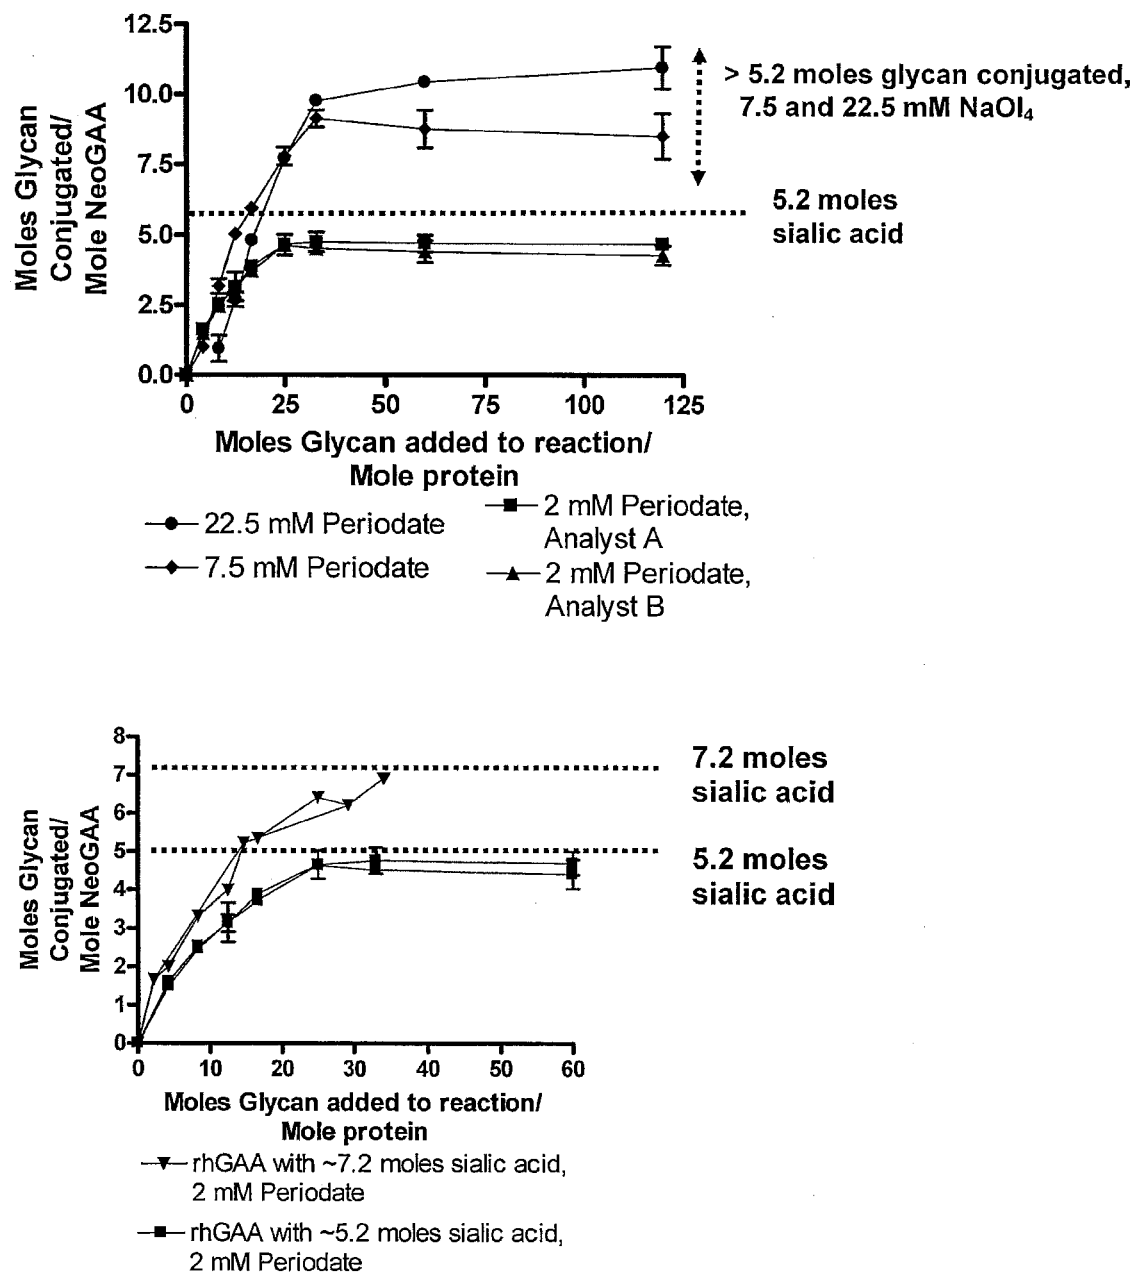 12.5
10.0
7.5
5.0
2.5
0.0
Moles Glycan
Conjugated/
Mole NeoGAA
0 25 50 75 100 125
Moles Glycan added to reaction/
Mole protein
> 5.2 moles glycan conjugated,
7.5 and 22.5 mM NaOI₄
5.2 moles
sialic acid
22.5 mM Periodate
7.5 mM Periodate
2 mM Periodate,
Analyst A
2 mM Periodate,
Analyst B
8
7
6
5
4
3
2
1
0
Moles Glycan
Conjugated/
Mole NeoGAA
0 10 20 30 40 50 60
Moles Glycan added to reaction/
Mole protein
7.2 moles
sialic acid
5.2 moles
sialic acid
rhGAA with ~7.2 moles sialic acid,
2 mM Periodate
rhGAA with ~5.2 moles sialic acid,
2 mM Periodate